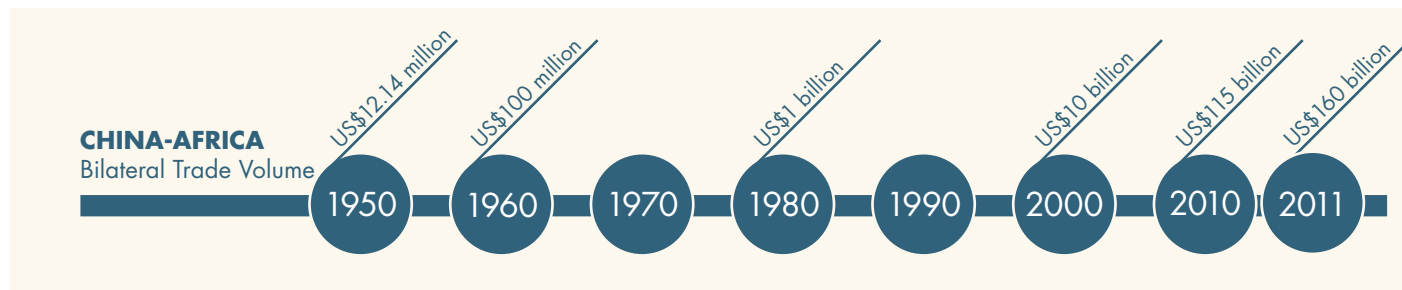 US$12.14 million
US$100 million
US$1 billion
US$10 billion
US$115 billion
US$160 billion
CHINA-AFRICA
Bilateral Trade Volume
1950
1960
1970
1980
1990
2000
2010
2011